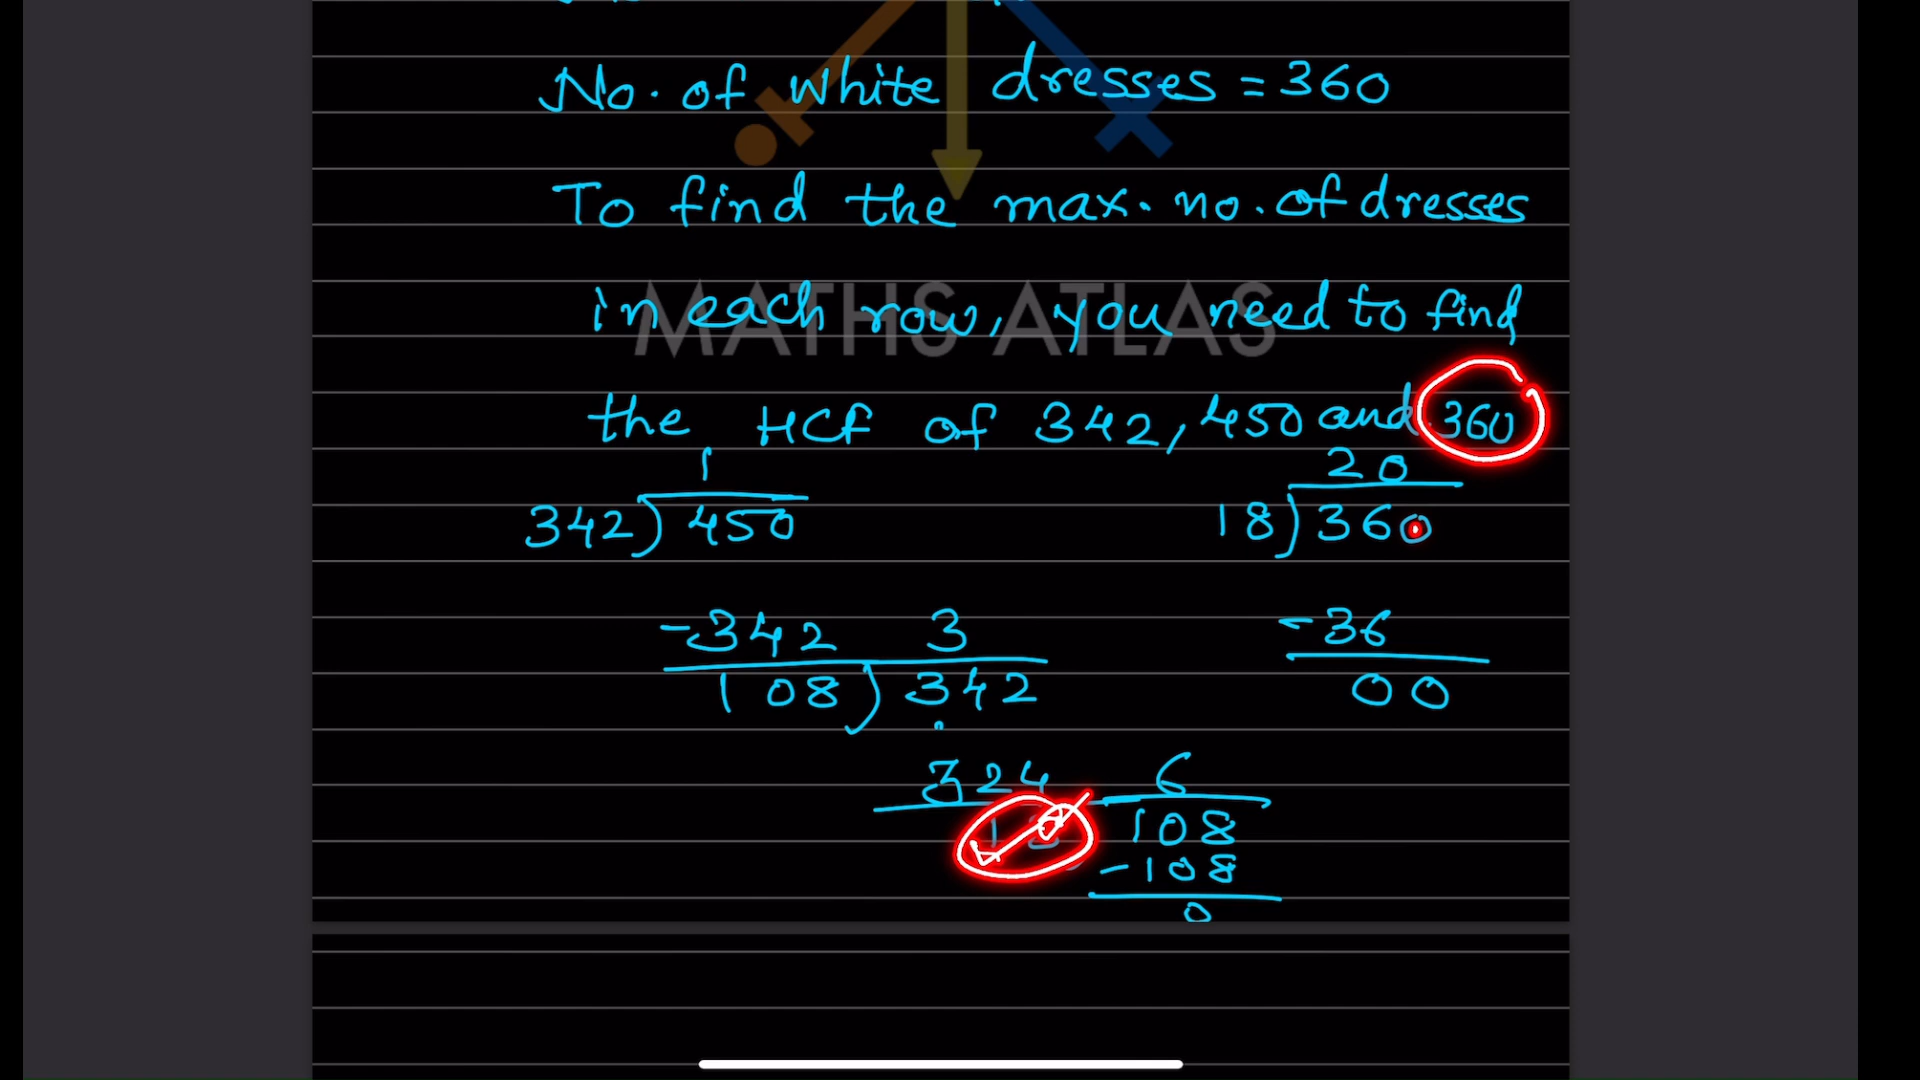 No. of white dresses = 360
To find the max. no. of dresses
in each row, you need to find
MATHS ATLAS
the HCF of 342, 450 and 360
1
342) 450
20
18) 360
-342 3
108) 342
-36
00
324 6
18 108
-108
0